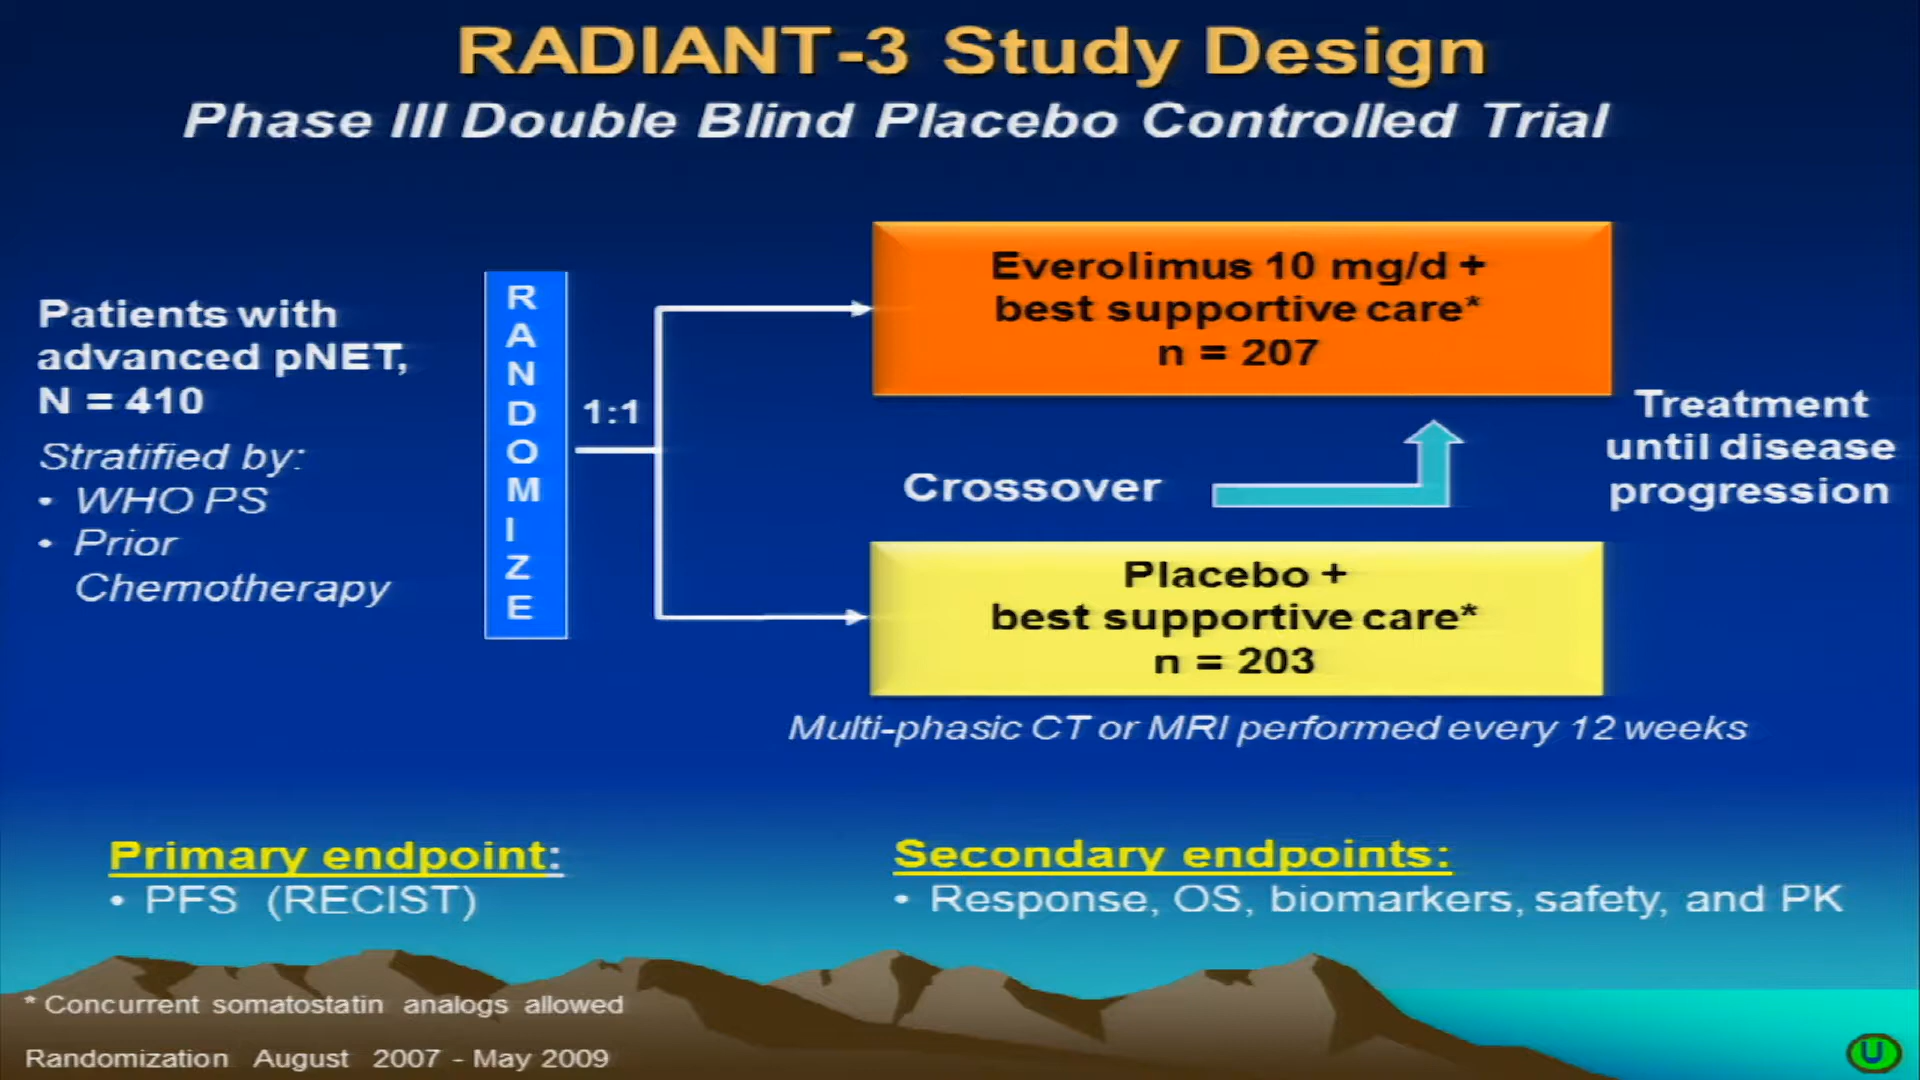 RADIANT-3 Study Design
Phase III Double Blind Placebo Controlled Trial
Patients with
advanced pNET,
N = 410
Stratified by:
• WHO PS
• Prior
Chemotherapy
R
A
N
D
O
M
I
Z
E
1:1
Everolimus 10 mg/d +
best supportive care*
n = 207
Crossover
Treatment
until disease
progression
Placebo +
best supportive care*
n = 203
Multi-phasic CT or MRI performed every 12 weeks
Primary endpoint:
• PFS (RECIST)
Secondary endpoints:
• Response, OS, biomarkers, safety, and PK
* Concurrent somatostatin analogs allowed
Randomization August 2007 - May 2009
U